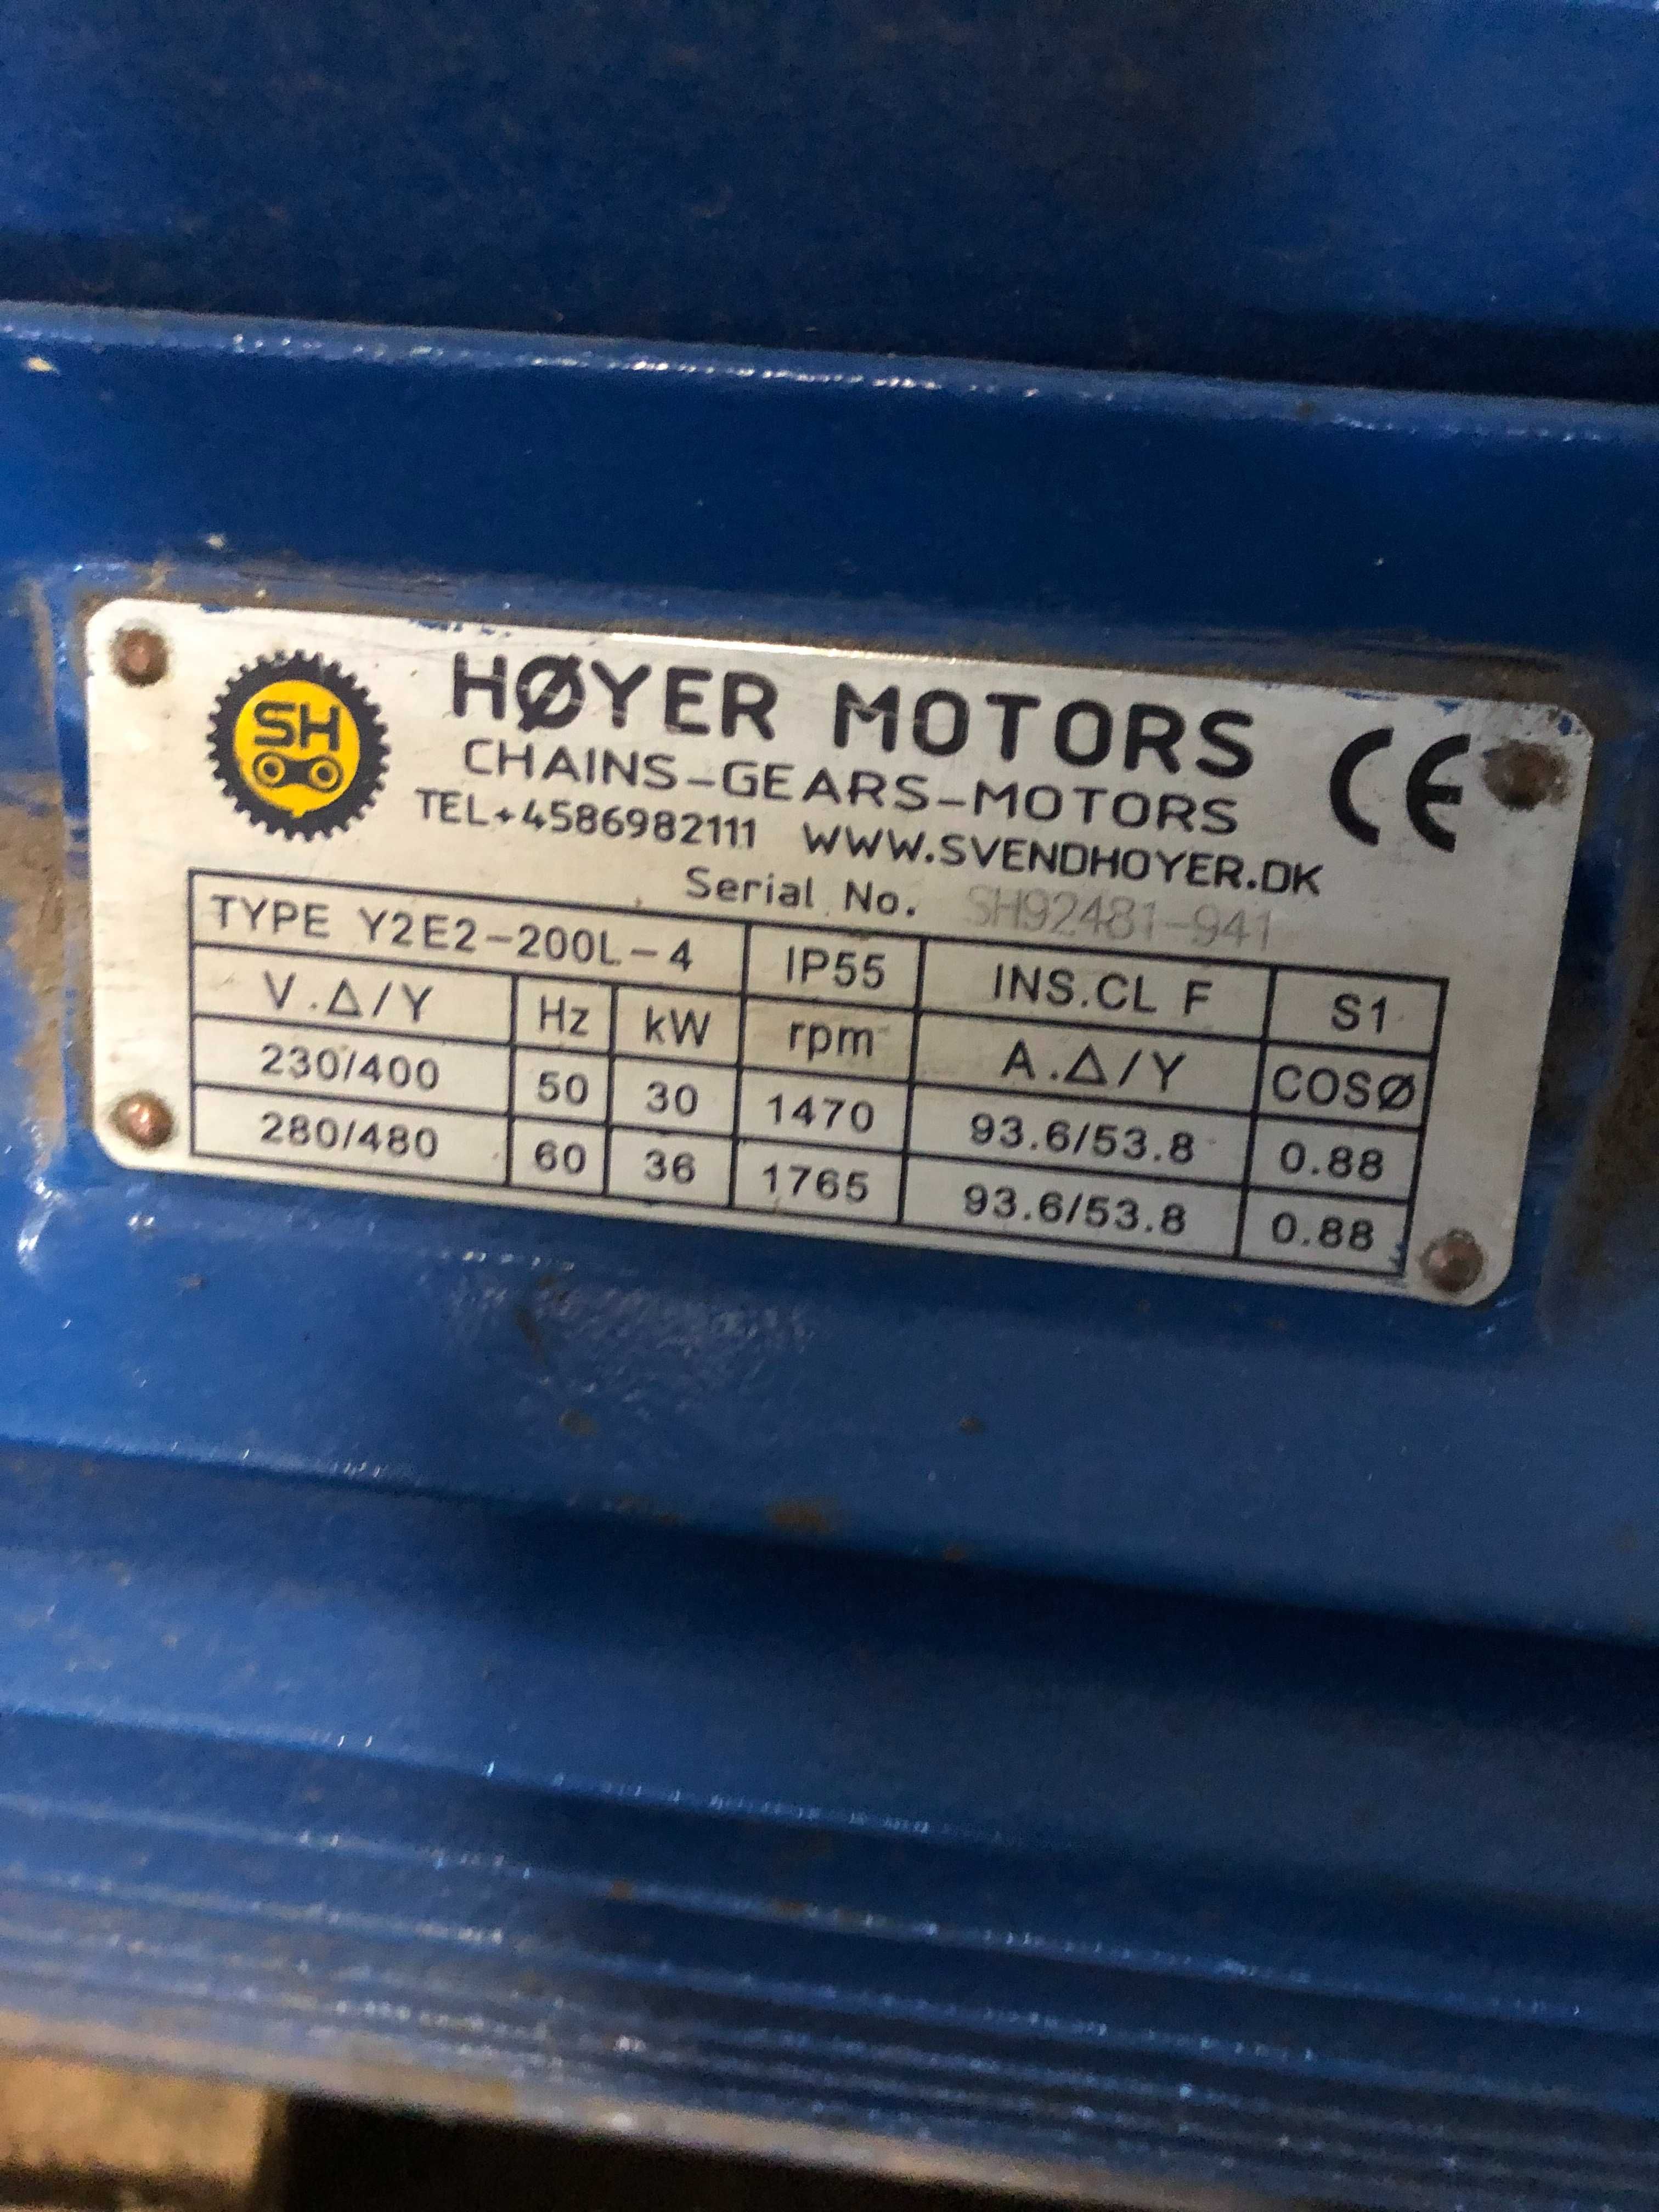 SH
HØYER MOTORS
CE
CHAINS-GEARS-MOTORS
TEL+4586982111 WWW.SVENDHOYER.DK
Serial No. SH92481-941
TYPE Y2E2-200L-4 IP55 INS.CL F S1
V.Δ/Y Hz kW rpm A.Δ/Y COSØ
230/400 50 30 1470 93.6/53.8 0.88
280/480 60 36 1765 93.6/53.8 0.88